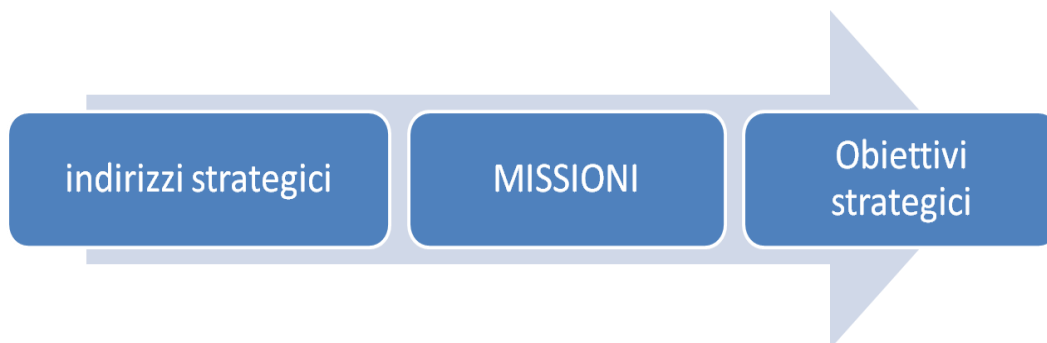 indirizzi strategici
MISSIONI
Obiettivi
strategici